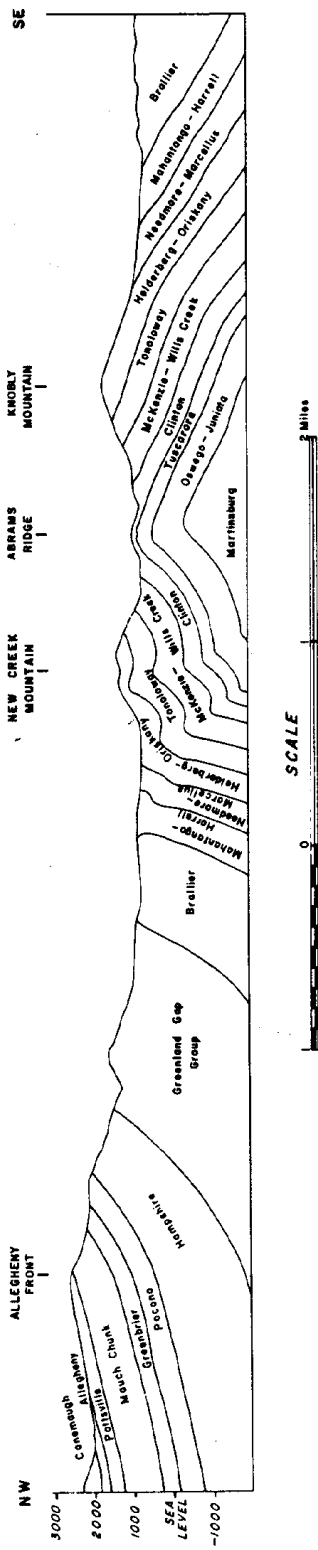 NW
ALLEGHENY
FRONT
NEW CREEK
MOUNTAIN
ABRAMS
RIDGE
KNOBLY
MOUNTAIN
SE
3000
2000
1000
SEA
LEVEL
-1000
Conemaugh
Allegheny
Pottsville
Mauch Chunk
Greenbrier
Pocono
Hampshire
Greenland Gap
Group
Brallier
Mahantango-
Harrell
Needmore-
Marcellus
Helderberg-
Oriskany
Tonoloway
McKenzie-Wills Creek
Clinton
Martinsburg
Oswego-Juniata
Tuscarora
Clinton
McKenzie-Wills Creek
Tonoloway
Helderberg-Oriskany
Needmore-Marcellus
Mahantango-Harrell
Brallier
SCALE
1
0
1
2 Miles